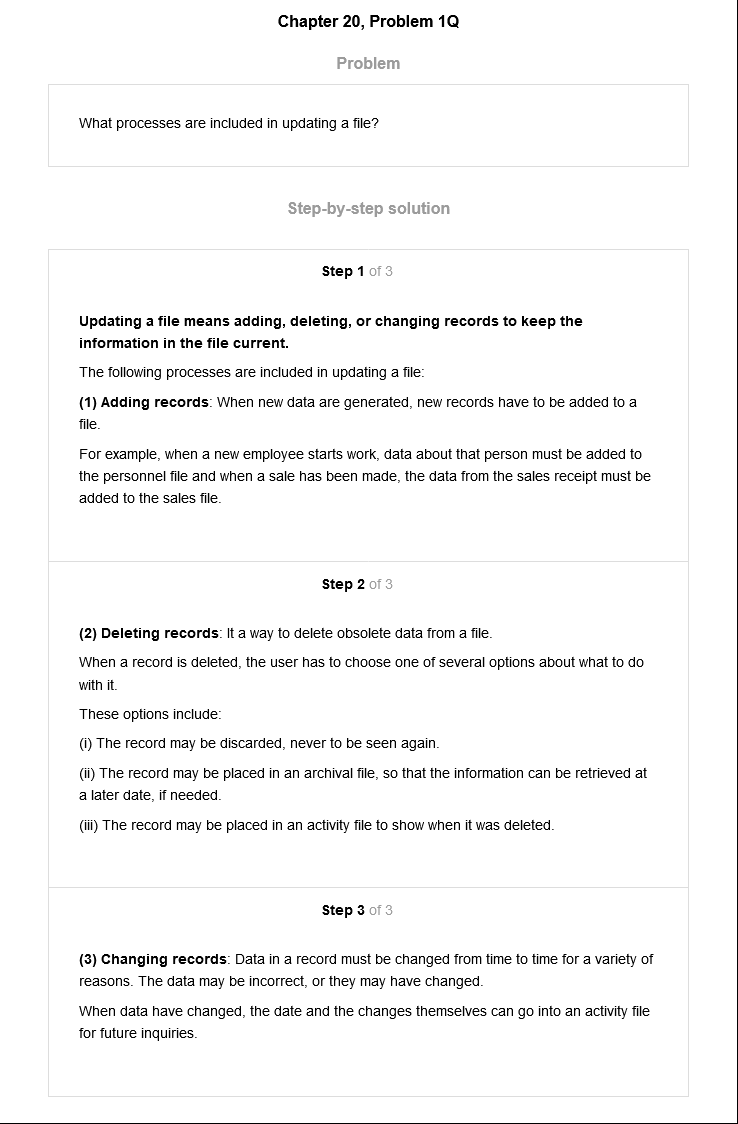 Chapter 20, Problem 1Q
Problem
What processes are included in updating a file?
Step-by-step solution
Step 1 of 3
Updating a file means adding, deleting, or changing records to keep the
information in the file current.
The following processes are included in updating a file:
(1) Adding records: When new data are generated, new records have to be added to a
file.
For example, when a new employee starts work, data about that person must be added to
the personnel file and when a sale has been made, the data from the sales receipt must be
added to the sales file.
Step 2 of 3
(2) Deleting records: It a way to delete obsolete data from a file.
When a record is deleted, the user has to choose one of several options about what to do
with it.
These options include:
(i) The record may be discarded, never to be seen again.
(ii) The record may be placed in an archival file, so that the information can be retrieved at
a later date, if needed.
(iii) The record may be placed in an activity file to show when it was deleted.
Step 3 of 3
(3) Changing records: Data in a record must be changed from time to time for a variety of
reasons. The data may be incorrect, or they may have changed.
When data have changed, the date and the changes themselves can go into an activity file
for future inquiries.